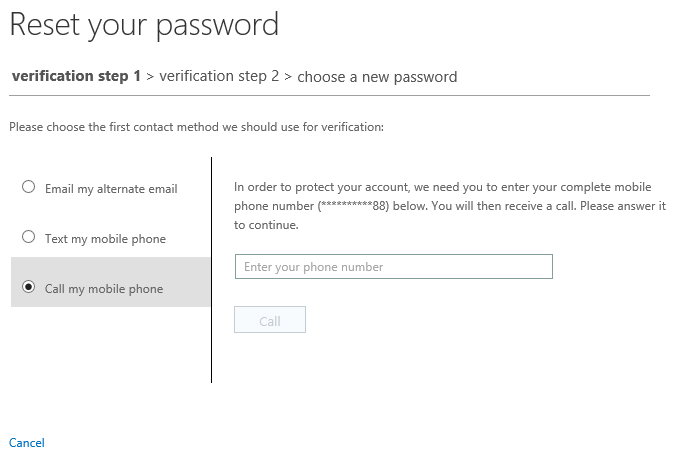 Reset your password
verification step 1 > verification step 2 > choose a new password
Please choose the first contact method we should use for verification:
Email my alternate email
Text my mobile phone
Call my mobile phone
In order to protect your account, we need you to enter your complete mobile
phone number (**********88) below. You will then receive a call. Please answer it
to continue.
Enter your phone number
Call
Cancel